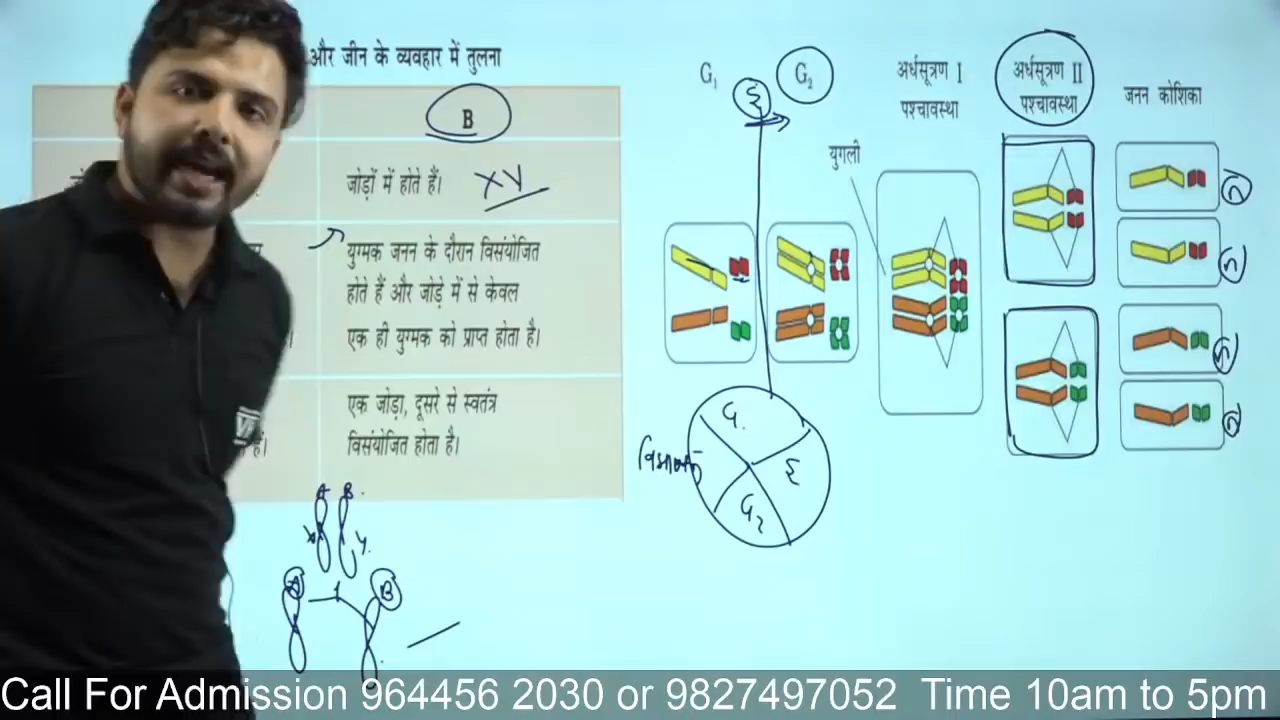 और जीन के व्यवहार में तुलना
B
जोड़ों में होते हैं।
XY
युग्मक जनन के दौरान विसंयोजित
होते हैं और जोड़े में से केवल
एक ही युग्मक को प्राप्त होता है।
एक जोड़ा, दूसरे से स्वतंत्र
विसंयोजित होता है।
हैं।
G₁
S
G₂
अर्धसूत्रण I
पश्चावस्था
अर्धसूत्रण II
पश्चावस्था
जनन कोशिका
युगली
G
S
G₂
A
B
A
B
Call For Admission 964456 2030 or 9827497052 Time 10am to 5pm